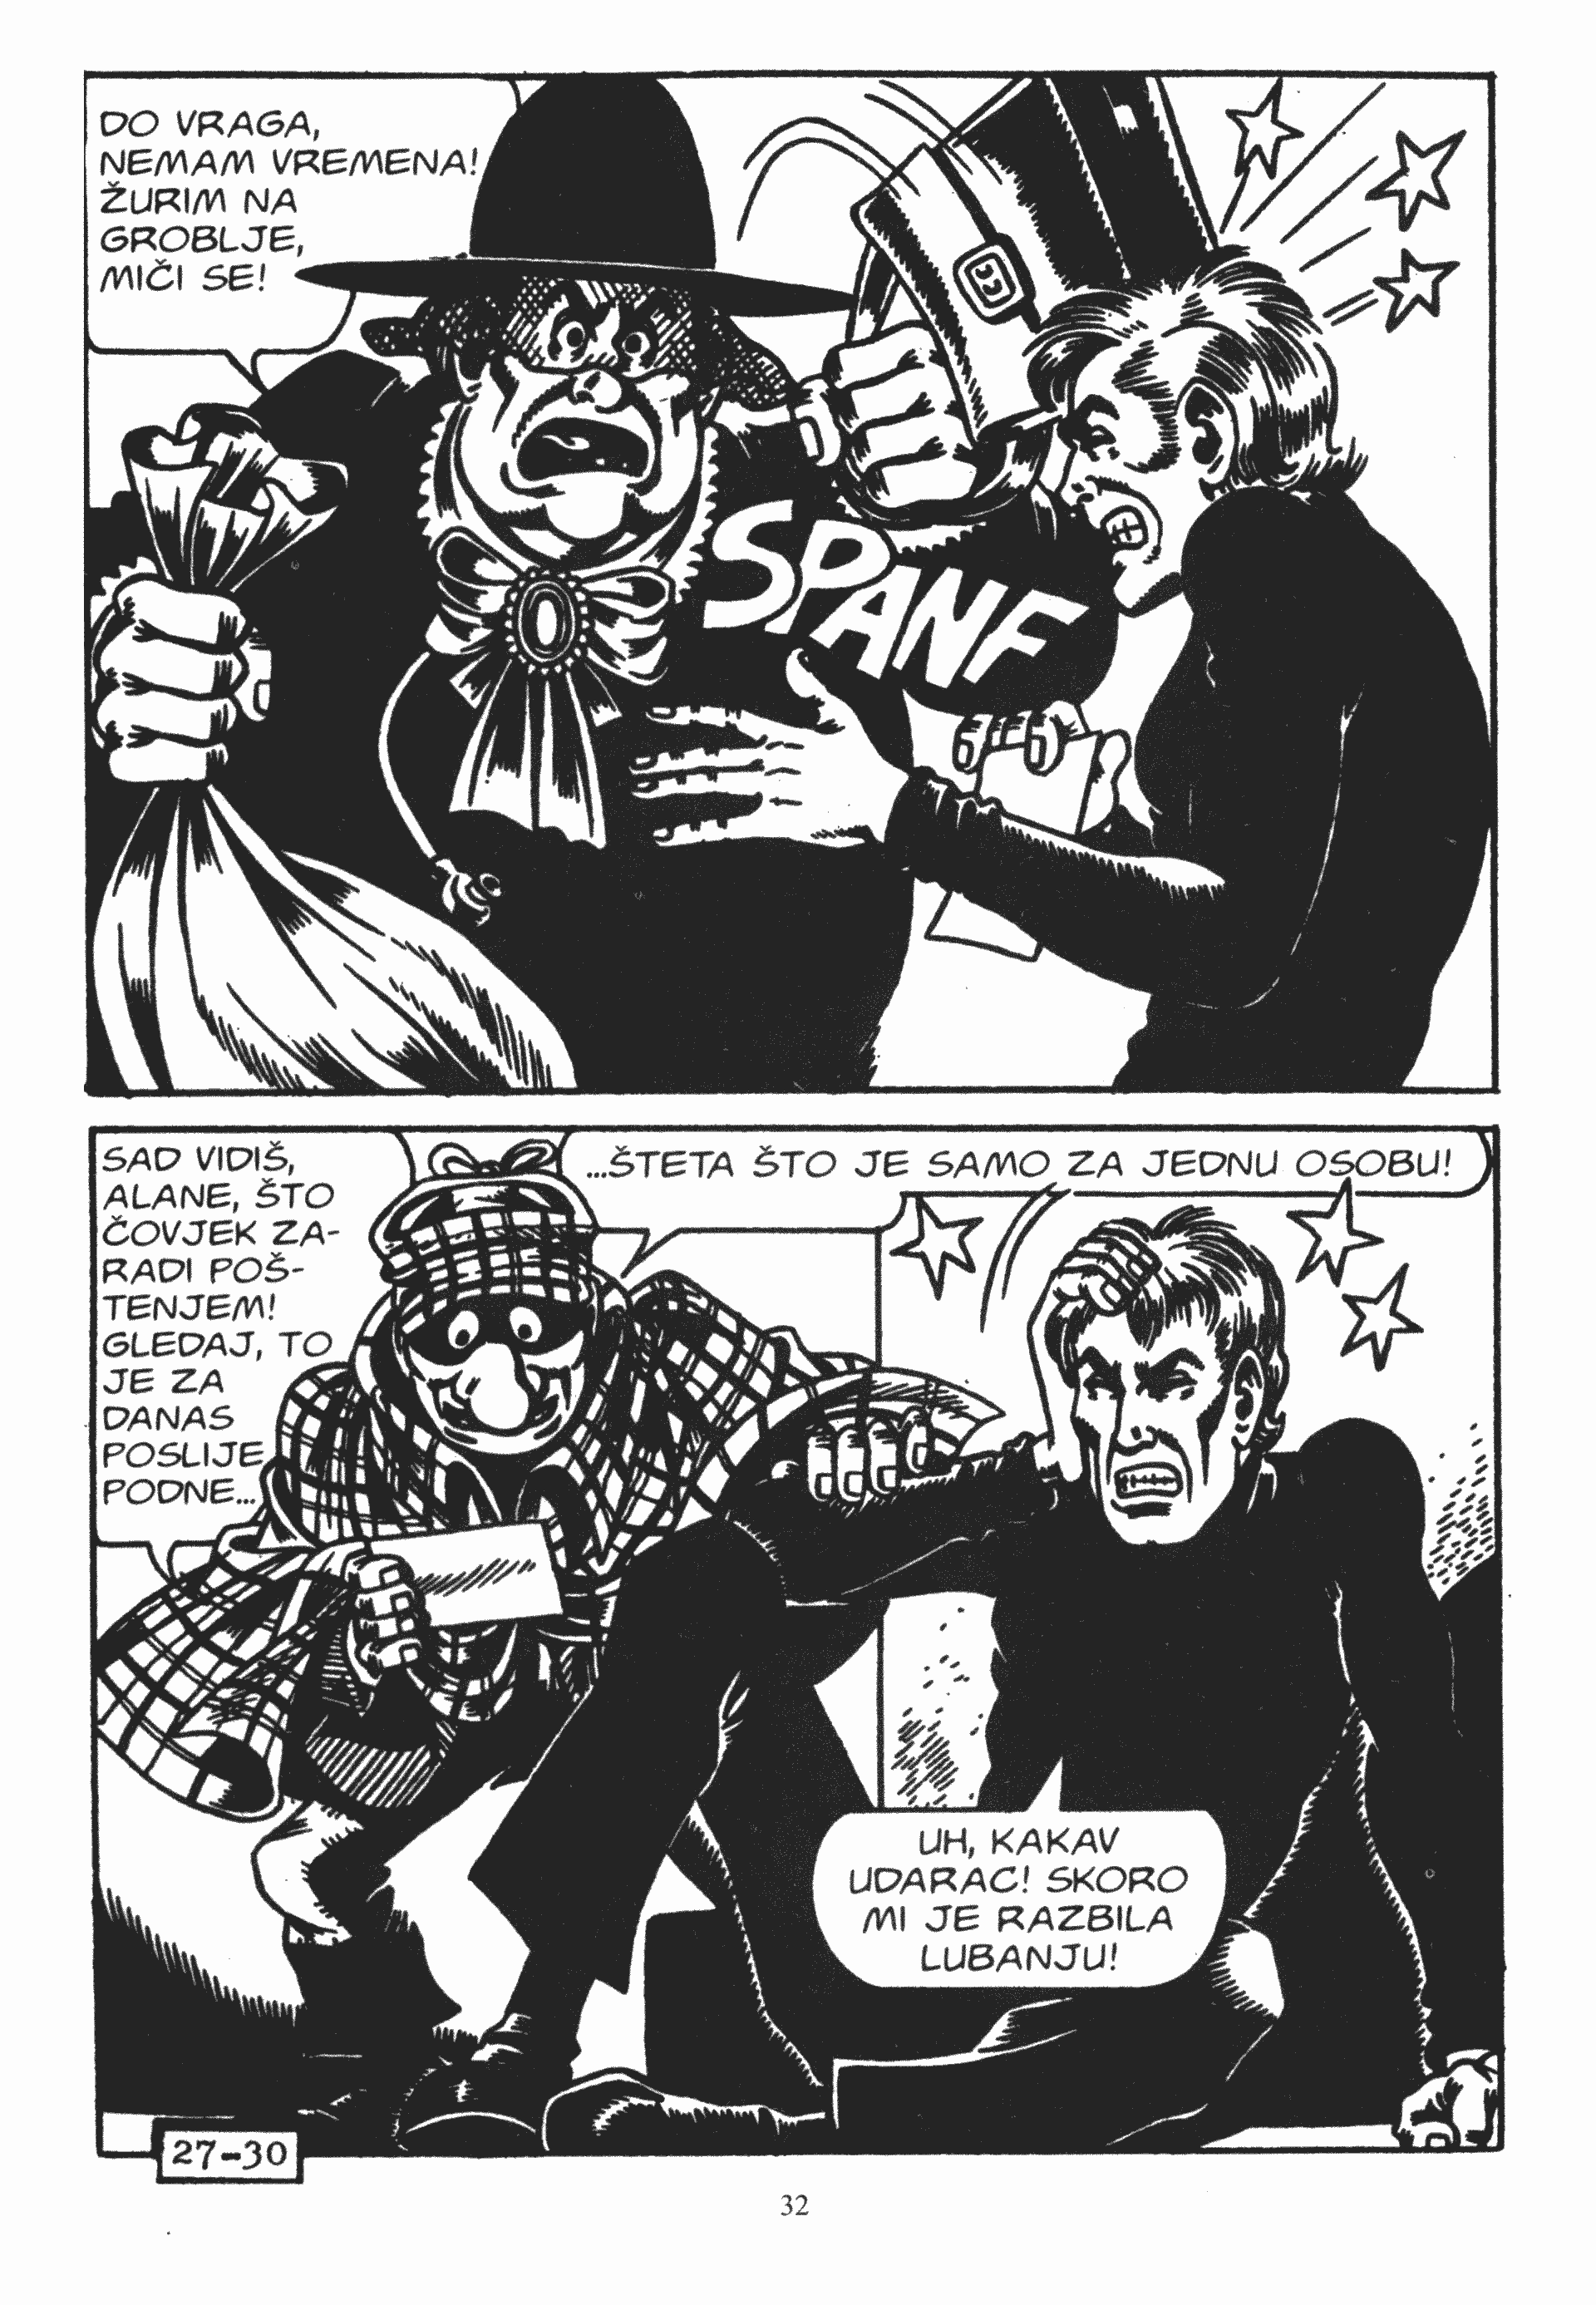 DO VRAGA,
NEMAM VREMENA!
ŽURIM NA
GROBLJE,
MIČI SE!
SPANF
SAD VIDIŠ,
ALANE, ŠTO
ČOVJEK ZA-
RADI POŠ-
TENJEM!
GLEDAJ, TO
JE ZA
DANAS
POSLIJE
PODNE...
...ŠTETA ŠTO JE SAMO ZA JEDNU OSOBU!
UH, KAKAV
UDARAC! SKORO
MI JE RAZBILA
LUBANJU!
27-30
32